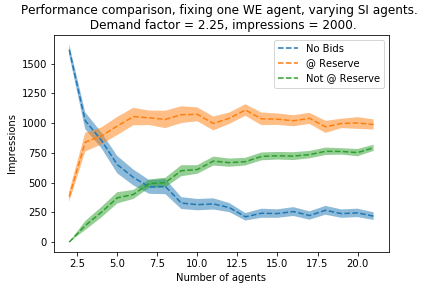 Performance comparison, fixing one WE agent, varying SI agents.
Demand factor = 2.25, impressions = 2000.
No Bids
@ Reserve
Not @ Reserve
Impressions
1500
1250
1000
750
500
250
0
2.5 5.0 7.5 10.0 12.5 15.0 17.5 20.0
Number of agents